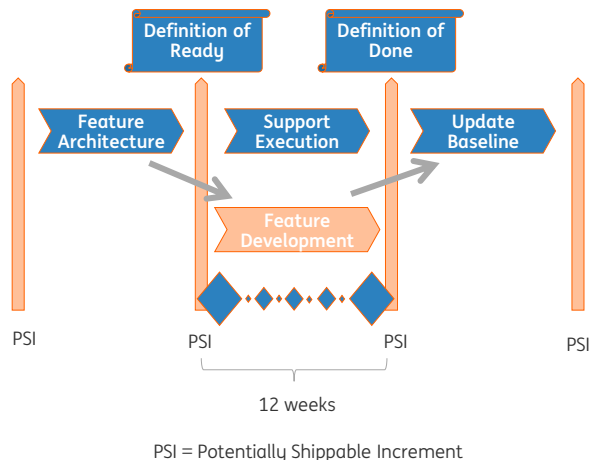 Definition of
Ready
Definition of
Done
Feature
Architecture
Support
Execution
Update
Baseline
Feature
Development
PSI
PSI
PSI
PSI
12 weeks
PSI = Potentially Shippable Increment